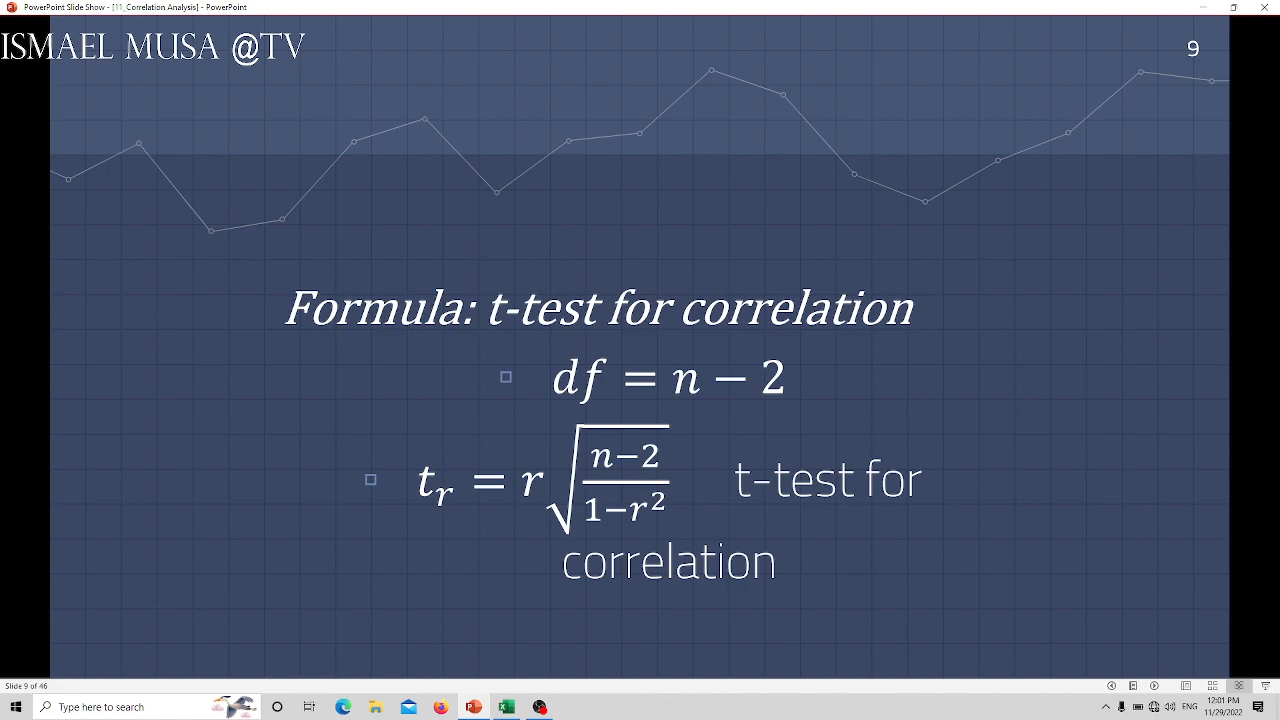 PowerPoint Slide Show - [11_Correlation Analysis] - PowerPoint
ISMAEL MUSA @TV
9
Formula: t-test for correlation
df = n − 2
t_r = r√((n−2)/(1−r²)) t-test for
correlation
Slide 9 of 46
Type here to search
12:01 PM
11/29/2022